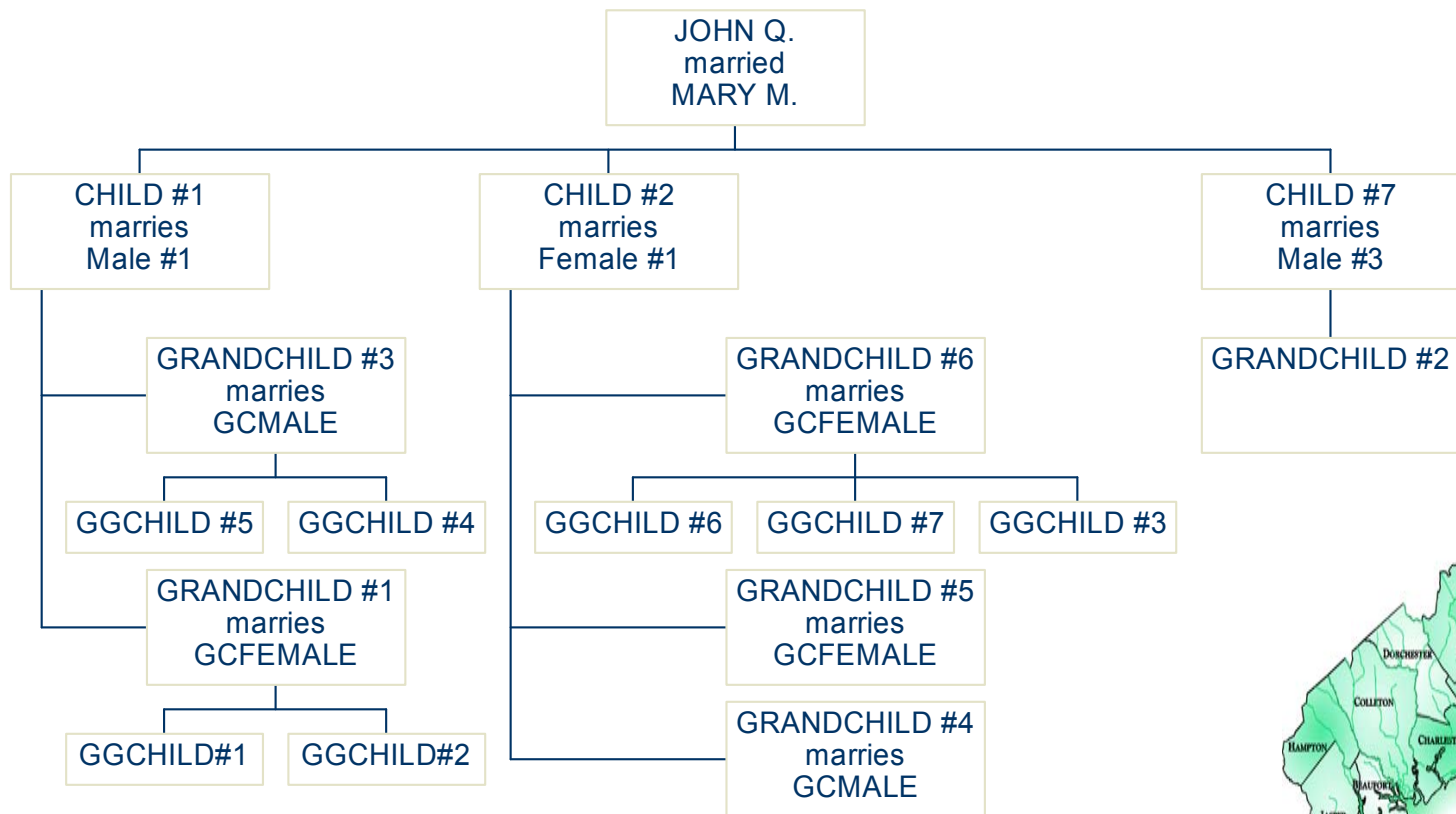 JOHN Q.
married
MARY M.
CHILD #1
marries
Male #1
CHILD #2
marries
Female #1
CHILD #7
marries
Male #3
GRANDCHILD #3
marries
GCMALE
GRANDCHILD #6
marries
GCFEMALE
GRANDCHILD #2
GGCHILD #5
GGCHILD #4
GGCHILD #6
GGCHILD #7
GGCHILD #3
GRANDCHILD #1
marries
GCFEMALE
GRANDCHILD #5
marries
GCFEMALE
GGCHILD#1
GGCHILD#2
GRANDCHILD #4
marries
GCMALE
DORCHESTER
COLLETON
HAMPTON
BEAUFORT